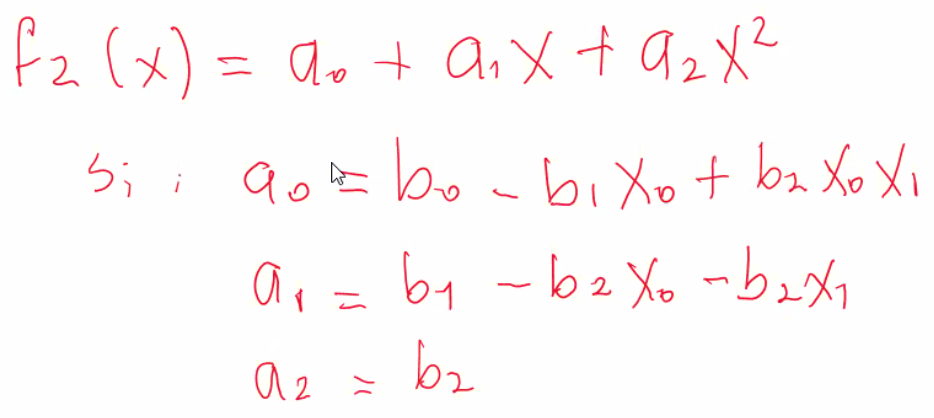 f₂(x) = a₀ + a₁x + a₂x²
Si : a₀ = b₀ - b₁x₀ + b₂x₀x₁
a₁ = b₁ - b₂x₀ - b₂x₁
a₂ = b₂